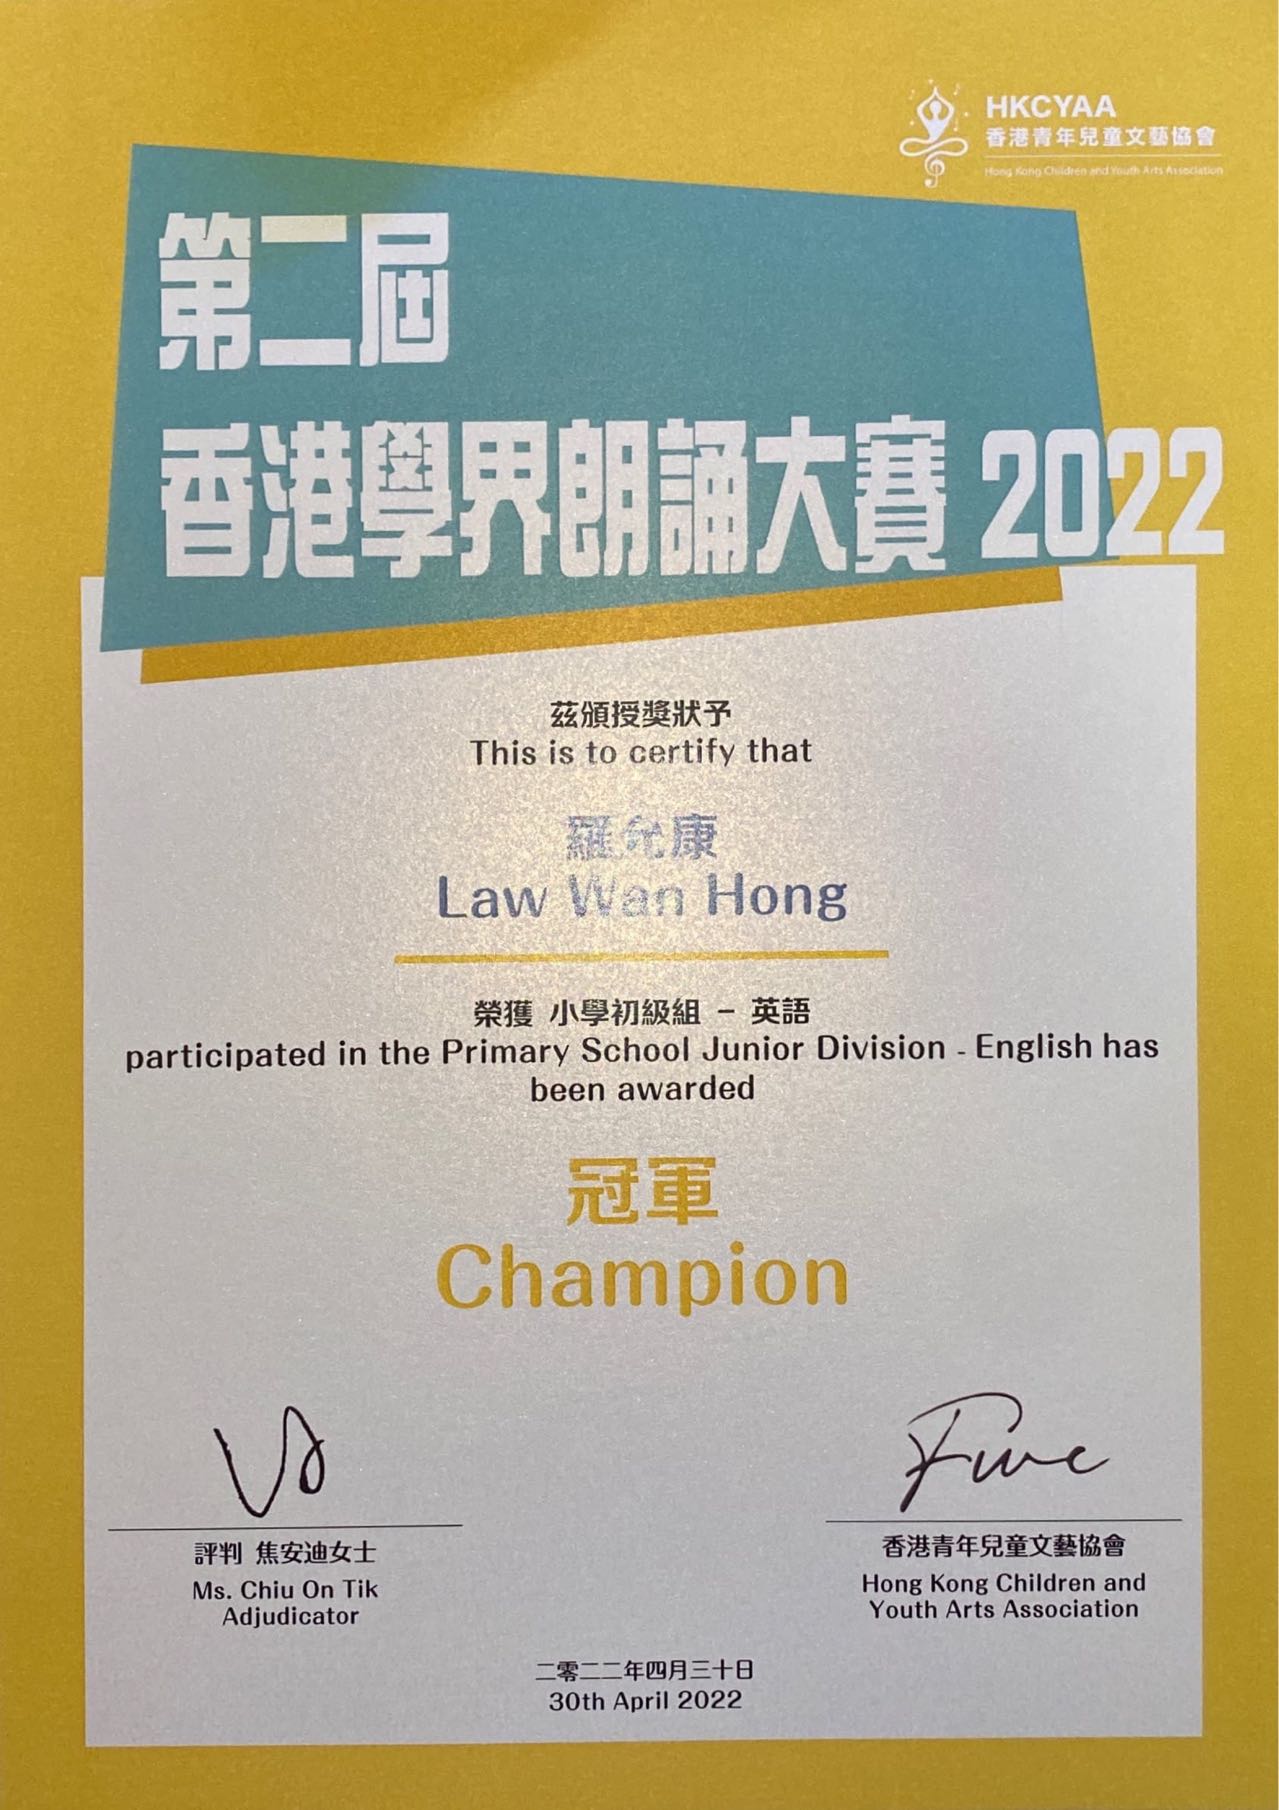 HKCYAA
香港青年兒童文藝協會
Hong Kong Children and Youth Arts Association
第二屆
香港學界朗誦大賽 2022
茲頒授獎狀予
This is to certify that
羅允康
Law Wan Hong
榮獲 小學初級組 - 英語
participated in the Primary School Junior Division - English has
been awarded
冠軍
Champion
評判 焦安迪女士
Ms. Chiu On Tik
Adjudicator
香港青年兒童文藝協會
Hong Kong Children and
Youth Arts Association
二零二二年四月三十日
30th April 2022